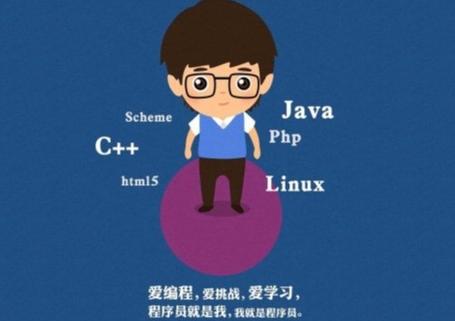 Scheme
Java
Php
C++
html5
Linux
爱编程，爱挑战，爱学习，
程序员就是我，我就是程序员。